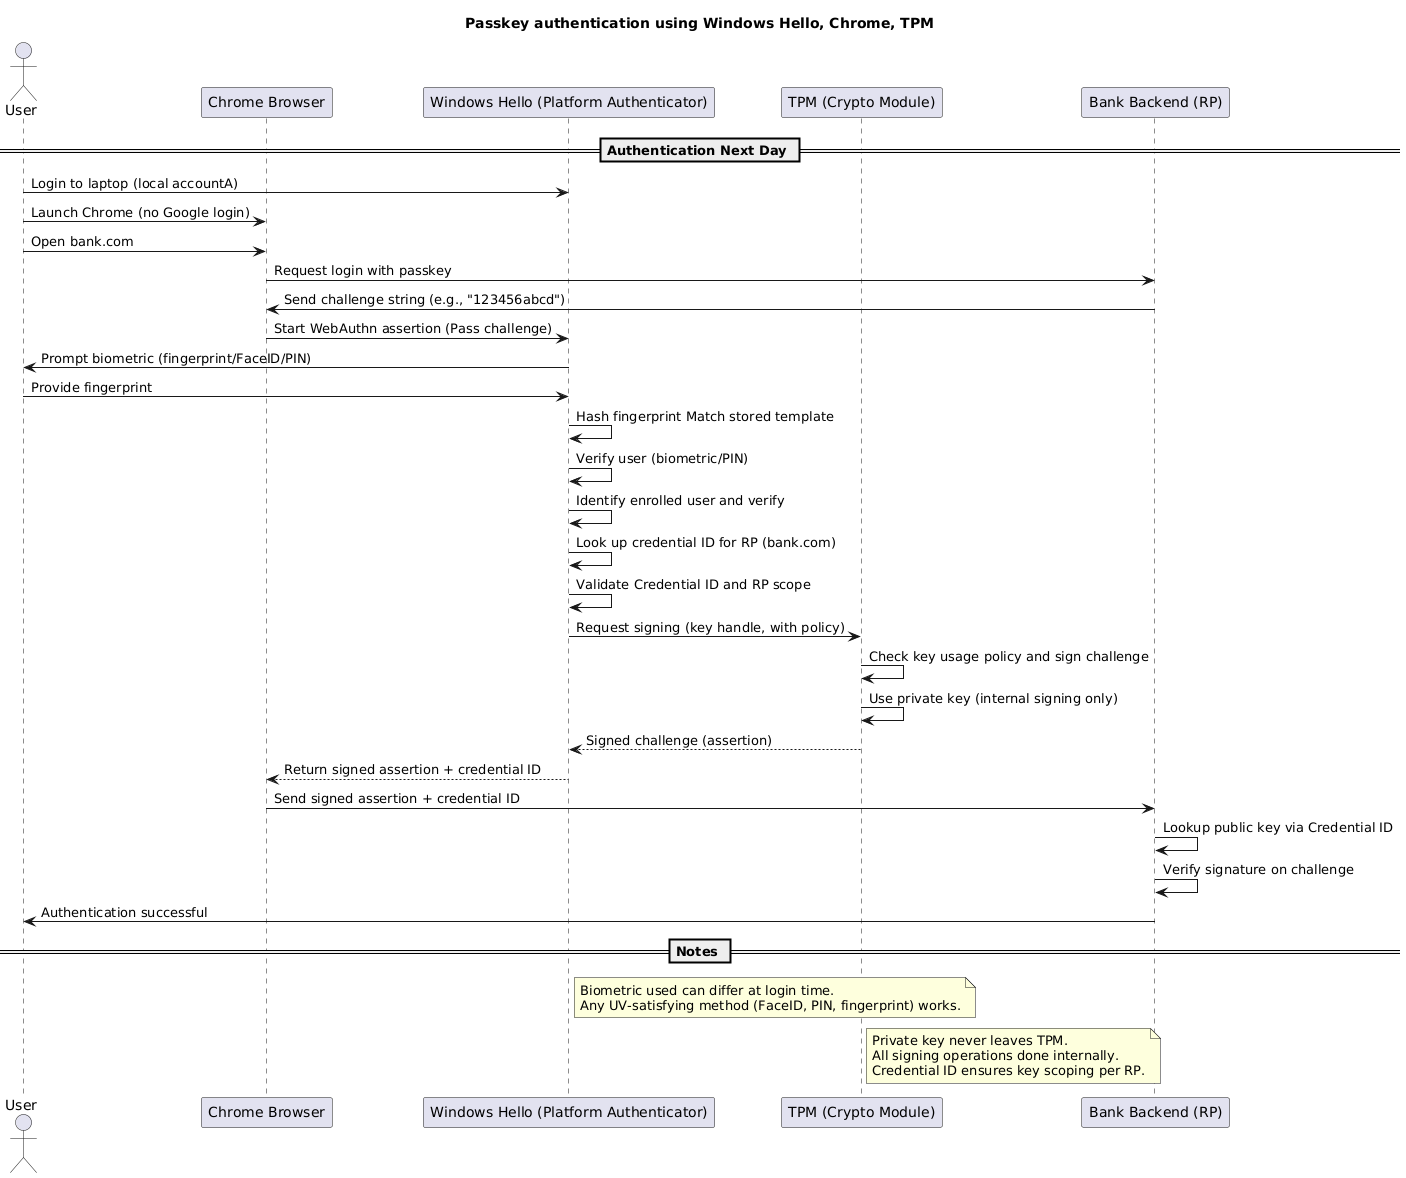 Passkey authentication using Windows Hello, Chrome, TPM
User
Chrome Browser
Windows Hello (Platform Authenticator)
TPM (Crypto Module)
Bank Backend (RP)
Authentication Next Day
Login to laptop (local accountA)
Launch Chrome (no Google login)
Open bank.com
Request login with passkey
Send challenge string (e.g., "123456abcd")
Start WebAuthn assertion (Pass challenge)
Prompt biometric (fingerprint/FaceID/PIN)
Provide fingerprint
Hash fingerprint Match stored template
Verify user (biometric/PIN)
Identify enrolled user and verify
Look up credential ID for RP (bank.com)
Validate Credential ID and RP scope
Request signing (key handle, with policy)
Check key usage policy and sign challenge
Use private key (internal signing only)
Signed challenge (assertion)
Return signed assertion + credential ID
Send signed assertion + credential ID
Lookup public key via Credential ID
Verify signature on challenge
Authentication successful
Notes
Biometric used can differ at login time.
Any UV-satisfying method (FaceID, PIN, fingerprint) works.
Private key never leaves TPM.
All signing operations done internally.
Credential ID ensures key scoping per RP.
User
Chrome Browser
Windows Hello (Platform Authenticator)
TPM (Crypto Module)
Bank Backend (RP)